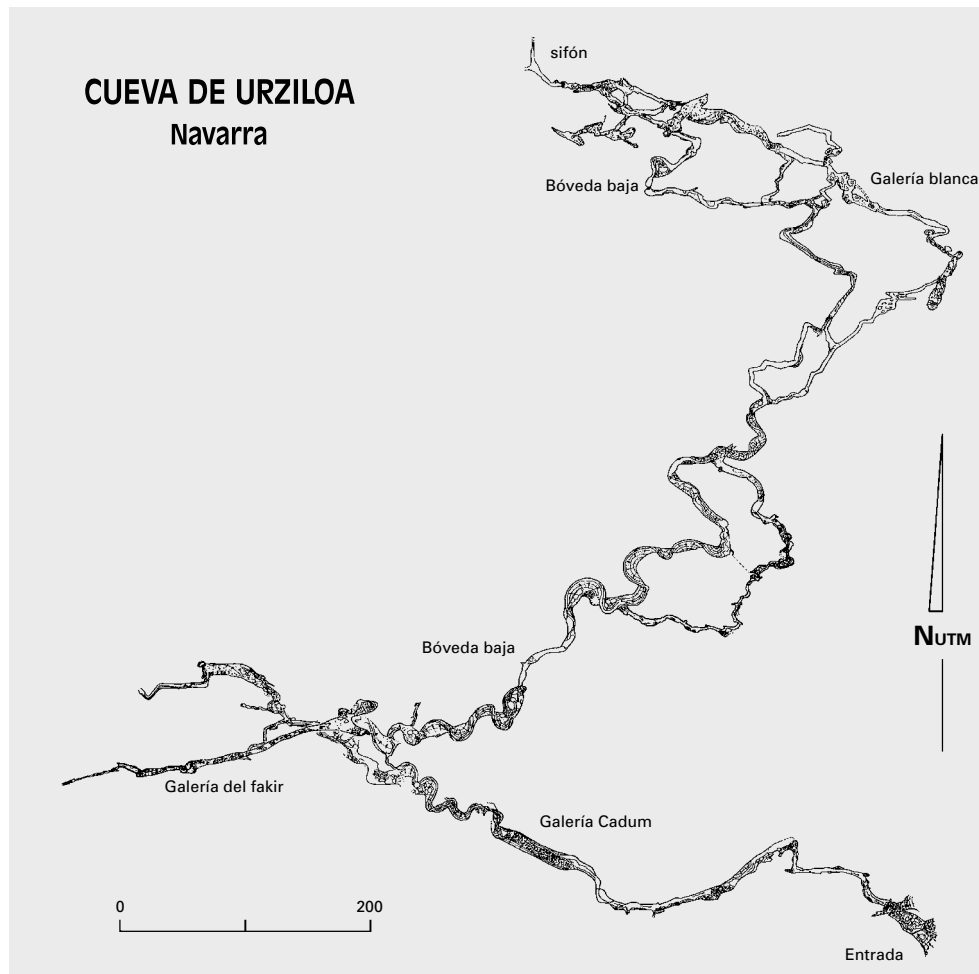 CUEVA DE URZILOA
Navarra
sifón
Bóveda baja
Galería blanca
NUTM
Bóveda baja
Galería del fakir
Galería Cadum
0 200
Entrada